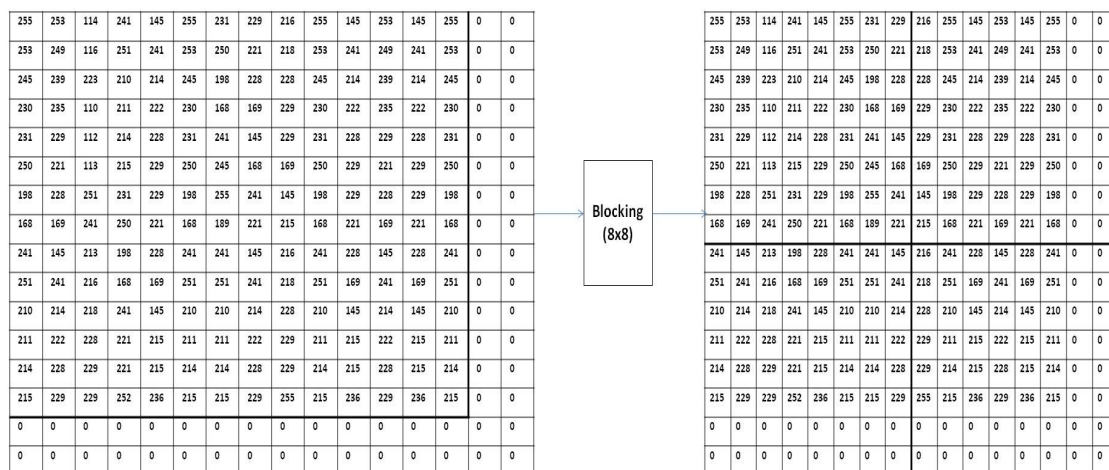 255 253 114 241 145 255 231 229 216 255 145 253 145 255 0 0
253 249 116 251 241 253 250 221 218 253 241 249 241 253 0 0
245 239 223 210 214 245 198 228 228 245 214 239 214 245 0 0
230 235 110 211 222 230 168 169 229 230 222 235 222 230 0 0
231 229 112 214 228 231 241 145 229 231 228 229 228 231 0 0
250 221 113 215 229 250 245 168 169 250 229 221 229 250 0 0
198 228 251 231 229 198 255 241 145 198 229 228 229 198 0 0
168 169 241 250 221 168 189 221 215 168 221 169 221 168 0 0
241 145 213 198 228 241 241 145 216 241 228 145 228 241 0 0
251 241 216 168 169 251 251 241 218 251 169 241 169 251 0 0
210 214 218 241 145 210 210 214 228 210 145 214 145 210 0 0
211 222 228 221 215 211 211 222 229 211 215 222 215 211 0 0
214 228 229 221 215 214 214 228 229 214 215 228 215 214 0 0
215 229 229 252 236 215 215 229 255 215 236 229 236 215 0 0
0 0 0 0 0 0 0 0 0 0 0 0 0 0 0 0
0 0 0 0 0 0 0 0 0 0 0 0 0 0 0 0
Blocking
(8x8)
255 253 114 241 145 255 231 229 216 255 145 253 145 255 0 0
253 249 116 251 241 253 250 221 218 253 241 249 241 253 0 0
245 239 223 210 214 245 198 228 228 245 214 239 214 245 0 0
230 235 110 211 222 230 168 169 229 230 222 235 222 230 0 0
231 229 112 214 228 231 241 145 229 231 228 229 228 231 0 0
250 221 113 215 229 250 245 168 169 250 229 221 229 250 0 0
198 228 251 231 229 198 255 241 145 198 229 228 229 198 0 0
168 169 241 250 221 168 189 221 215 168 221 169 221 168 0 0
241 145 213 198 228 241 241 145 216 241 228 145 228 241 0 0
251 241 216 168 169 251 251 241 218 251 169 241 169 251 0 0
210 214 218 241 145 210 210 214 228 210 145 214 145 210 0 0
211 222 228 221 215 211 211 222 229 211 215 222 215 211 0 0
214 228 229 221 215 214 214 228 229 214 215 228 215 214 0 0
215 229 229 252 236 215 215 229 255 215 236 229 236 215 0 0
0 0 0 0 0 0 0 0 0 0 0 0 0 0 0 0
0 0 0 0 0 0 0 0 0 0 0 0 0 0 0 0